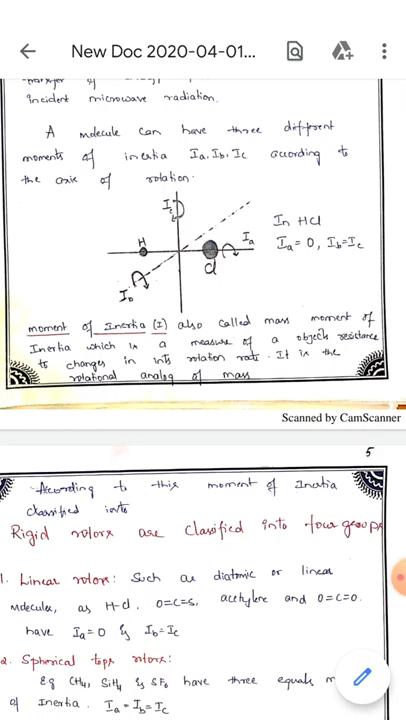 New Doc 2020-04-01...
incident microwave radiation.
A molecule can have three different
moments of inertia Ia, Ib, Ic acording to
the axis of rotation.
Ic
H
Ia
Cl
Ib
In HCl
Ia = 0, Ib = Ic
moment of Inertia (I) also called mass moment of
Inertia which is a measure of a objects resistance
to changes in ints rotation rate. It is the
rotational analog of mass
Scanned by CamScanner
5
According to this moment of Inertia
classified into
Rigid rotors are classified into four groups
1. Linear rotors: Such as diatomic or linear
molecules, as H-Cl, O=C=S, acetylene and O=C=O.
have Ia = 0 & Ib = Ic
2. Spherical tops rotors:
Eg CH4, SiH4 & SF6 have three equals
of Inertia. Ia = Ib = Ic